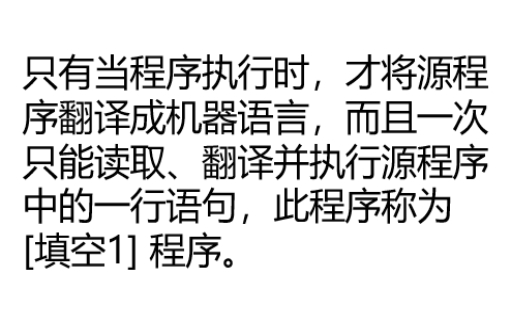 只有当程序执行时，才将源程
序翻译成机器语言，而且一次
只能读取、翻译并执行源程序
中的一行语句，此程序称为
[填空1] 程序。